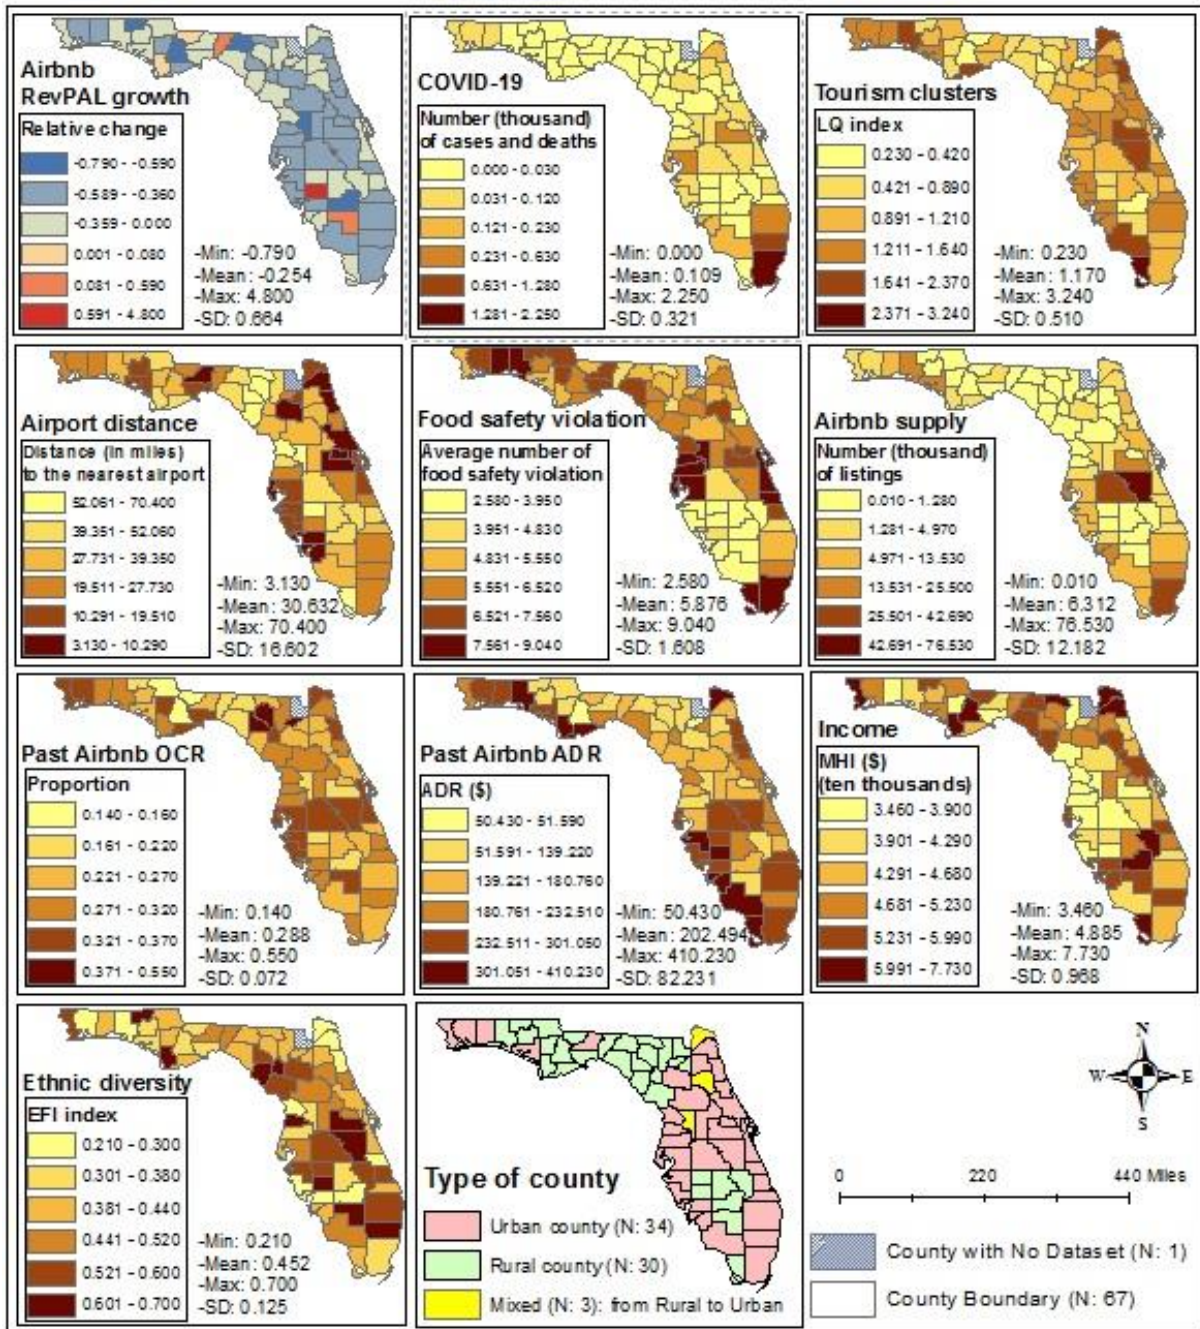 Airbnb
RevPAL growth
Relative change
-0.790 - -0.590
-0.589 - -0.360
-0.359 - 0.000
0.001 - 0.080
0.081 - 0.590
0.591 - 4.800
-Min: -0.790
-Mean: -0.254
-Max: 4.800
-SD: 0.664
COVID-19
Number (thousand)
of cases and deaths
0.000 - 0.030
0.031 - 0.120
0.121 - 0.230
0.231 - 0.630
0.631 - 1.280
1.281 - 2.250
-Min: 0.000
-Mean: 0.109
-Max: 2.250
-SD: 0.321
Tourism clusters
LQ index
0.230 - 0.420
0.421 - 0.890
0.891 - 1.210
1.211 - 1.640
1.641 - 2.370
2.371 - 3.240
-Min: 0.230
-Mean: 1.170
-Max: 3.240
-SD: 0.510
Airport distance
Distance (in miles)
to the nearest airport
52.061 - 70.400
39.351 - 52.060
27.731 - 39.350
19.511 - 27.730
10.291 - 19.510
3.130 - 10.290
-Min: 3.130
-Mean: 30.632
-Max: 70.400
-SD: 16.602
Food safety violation
Average number of
food safety violation
2.580 - 3.950
3.951 - 4.830
4.831 - 5.550
5.551 - 6.520
6.521 - 7.560
7.561 - 9.040
-Min: 2.580
-Mean: 5.876
-Max: 9.040
-SD: 1.608
Airbnb supply
Number (thousand)
of listings
0.010 - 1.280
1.281 - 4.970
4.971 - 13.530
13.531 - 25.500
25.501 - 42.690
42.691 - 76.530
-Min: 0.010
-Mean: 6.312
-Max: 76.530
-SD: 12.182
Past Airbnb OCR
Proportion
0.140 - 0.160
0.161 - 0.220
0.221 - 0.270
0.271 - 0.320
0.321 - 0.370
0.371 - 0.550
-Min: 0.140
-Mean: 0.288
-Max: 0.550
-SD: 0.072
Past Airbnb ADR
ADR ($)
50.430 - 51.590
51.591 - 139.220
139.221 - 180.760
180.761 - 232.510
232.511 - 301.050
301.051 - 410.230
-Min: 50.430
-Mean: 202.494
-Max: 410.230
-SD: 82.231
Income
MHI ($)
(ten thousands)
3.460 - 3.900
3.901 - 4.290
4.291 - 4.680
4.681 - 5.230
5.231 - 5.990
5.991 - 7.730
-Min: 3.460
-Mean: 4.885
-Max: 7.730
-SD: 0.968
Ethnic diversity
EFI index
0.210 - 0.300
0.301 - 0.380
0.381 - 0.440
0.441 - 0.520
0.521 - 0.600
0.601 - 0.700
-Min: 0.210
-Mean: 0.452
-Max: 0.700
-SD: 0.125
Type of county
Urban county (N: 34)
Rural county (N: 30)
Mixed (N: 3): from Rural to Urban
N
W E
S
0 220 440 Miles
County with No Dataset (N: 1)
County Boundary (N: 67)